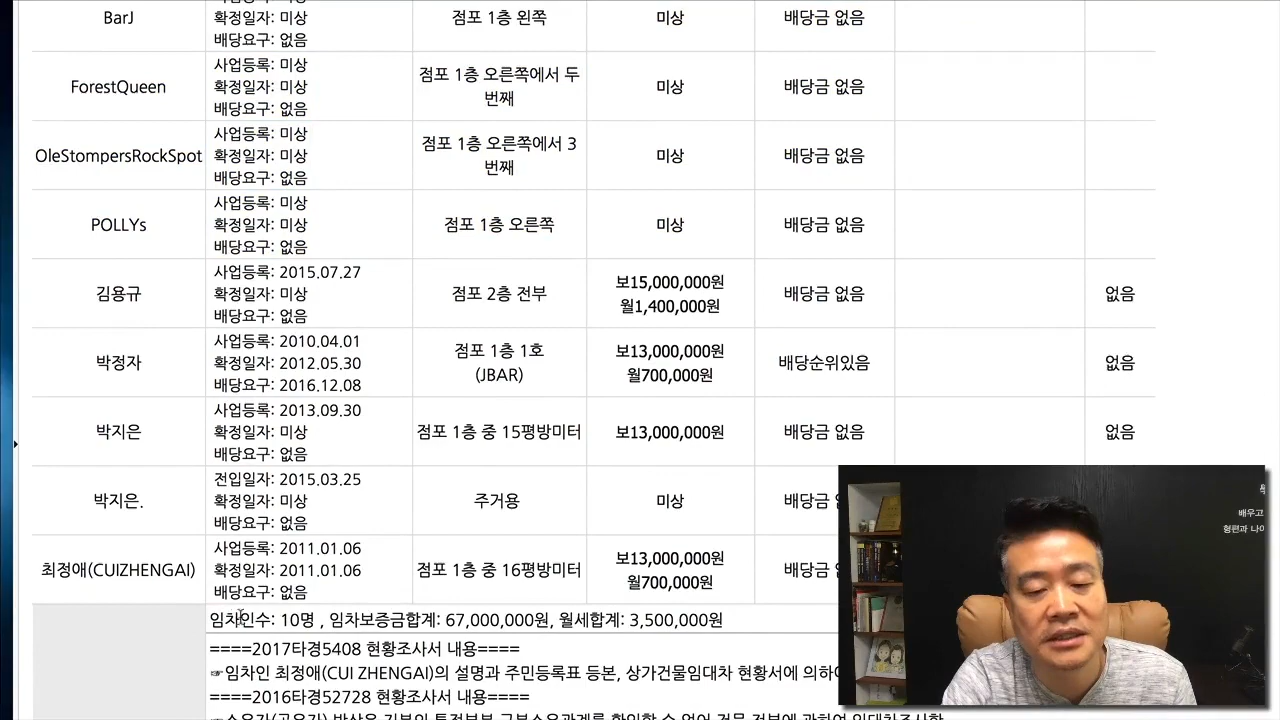 BarJ
확정일자: 미상
배당요구: 없음
점포 1층 왼쪽
미상
배당금 없음
ForestQueen
사업등록: 미상
확정일자: 미상
배당요구: 없음
점포 1층 오른쪽에서 두
번째
미상
배당금 없음
OleStompersRockSpot
사업등록: 미상
확정일자: 미상
배당요구: 없음
점포 1층 오른쪽에서 3
번째
미상
배당금 없음
POLLYs
사업등록: 미상
확정일자: 미상
배당요구: 없음
점포 1층 오른쪽
미상
배당금 없음
김용규
사업등록: 2015.07.27
확정일자: 미상
배당요구: 없음
점포 2층 전부
보15,000,000원
월1,400,000원
배당금 없음
없음
박정자
사업등록: 2010.04.01
확정일자: 2012.05.30
배당요구: 2016.12.08
점포 1층 1호
(JBAR)
보13,000,000원
월700,000원
배당순위있음
없음
박지은
사업등록: 2013.09.30
확정일자: 미상
배당요구: 없음
점포 1층 중 15평방미터
보13,000,000원
배당금 없음
없음
박지은.
전입일자: 2015.03.25
확정일자: 미상
배당요구: 없음
주거용
미상
배당금
최정애(CUIZHENGAI)
사업등록: 2011.01.06
확정일자: 2011.01.06
배당요구: 없음
점포 1층 중 16평방미터
보13,000,000원
월700,000원
배당금
임차인수: 10명 , 임차보증금합계: 67,000,000원, 월세합계: 3,500,000원
====2017타경5408 현황조사서 내용====
☞임차인 최정애(CUI ZHENGAI)의 설명과 주민등록표 등본, 상가건물임대차 현황서에 의하여
====2016타경52728 현황조사서 내용====
배우고
형편과 나이